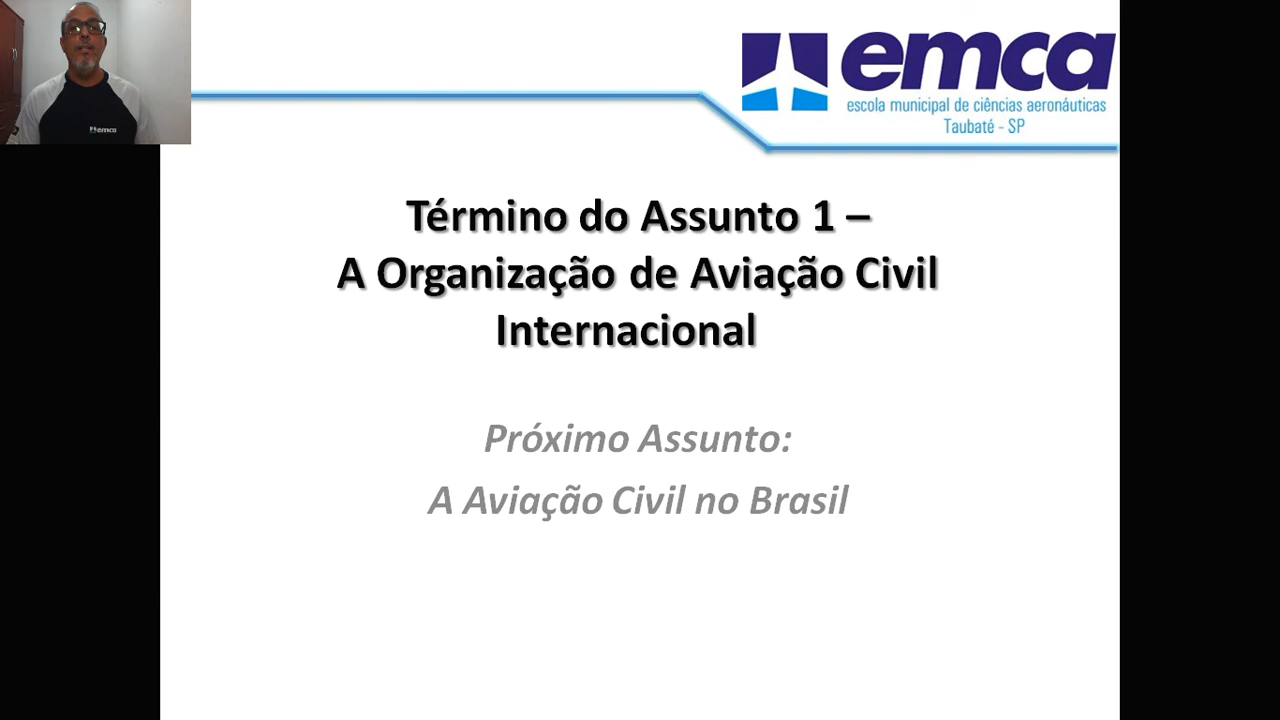 emca
emca
escola municipal de ciências aeronáuticas
Taubaté - SP
Término do Assunto 1 –
A Organização de Aviação Civil
Internacional
Próximo Assunto:
A Aviação Civil no Brasil